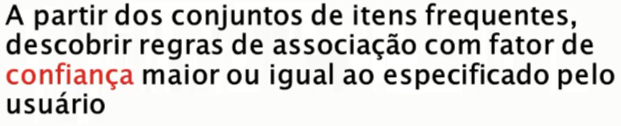 A partir dos conjuntos de itens frequentes,
descobrir regras de associação com fator de
confiança maior ou igual ao especificado pelo
usuário